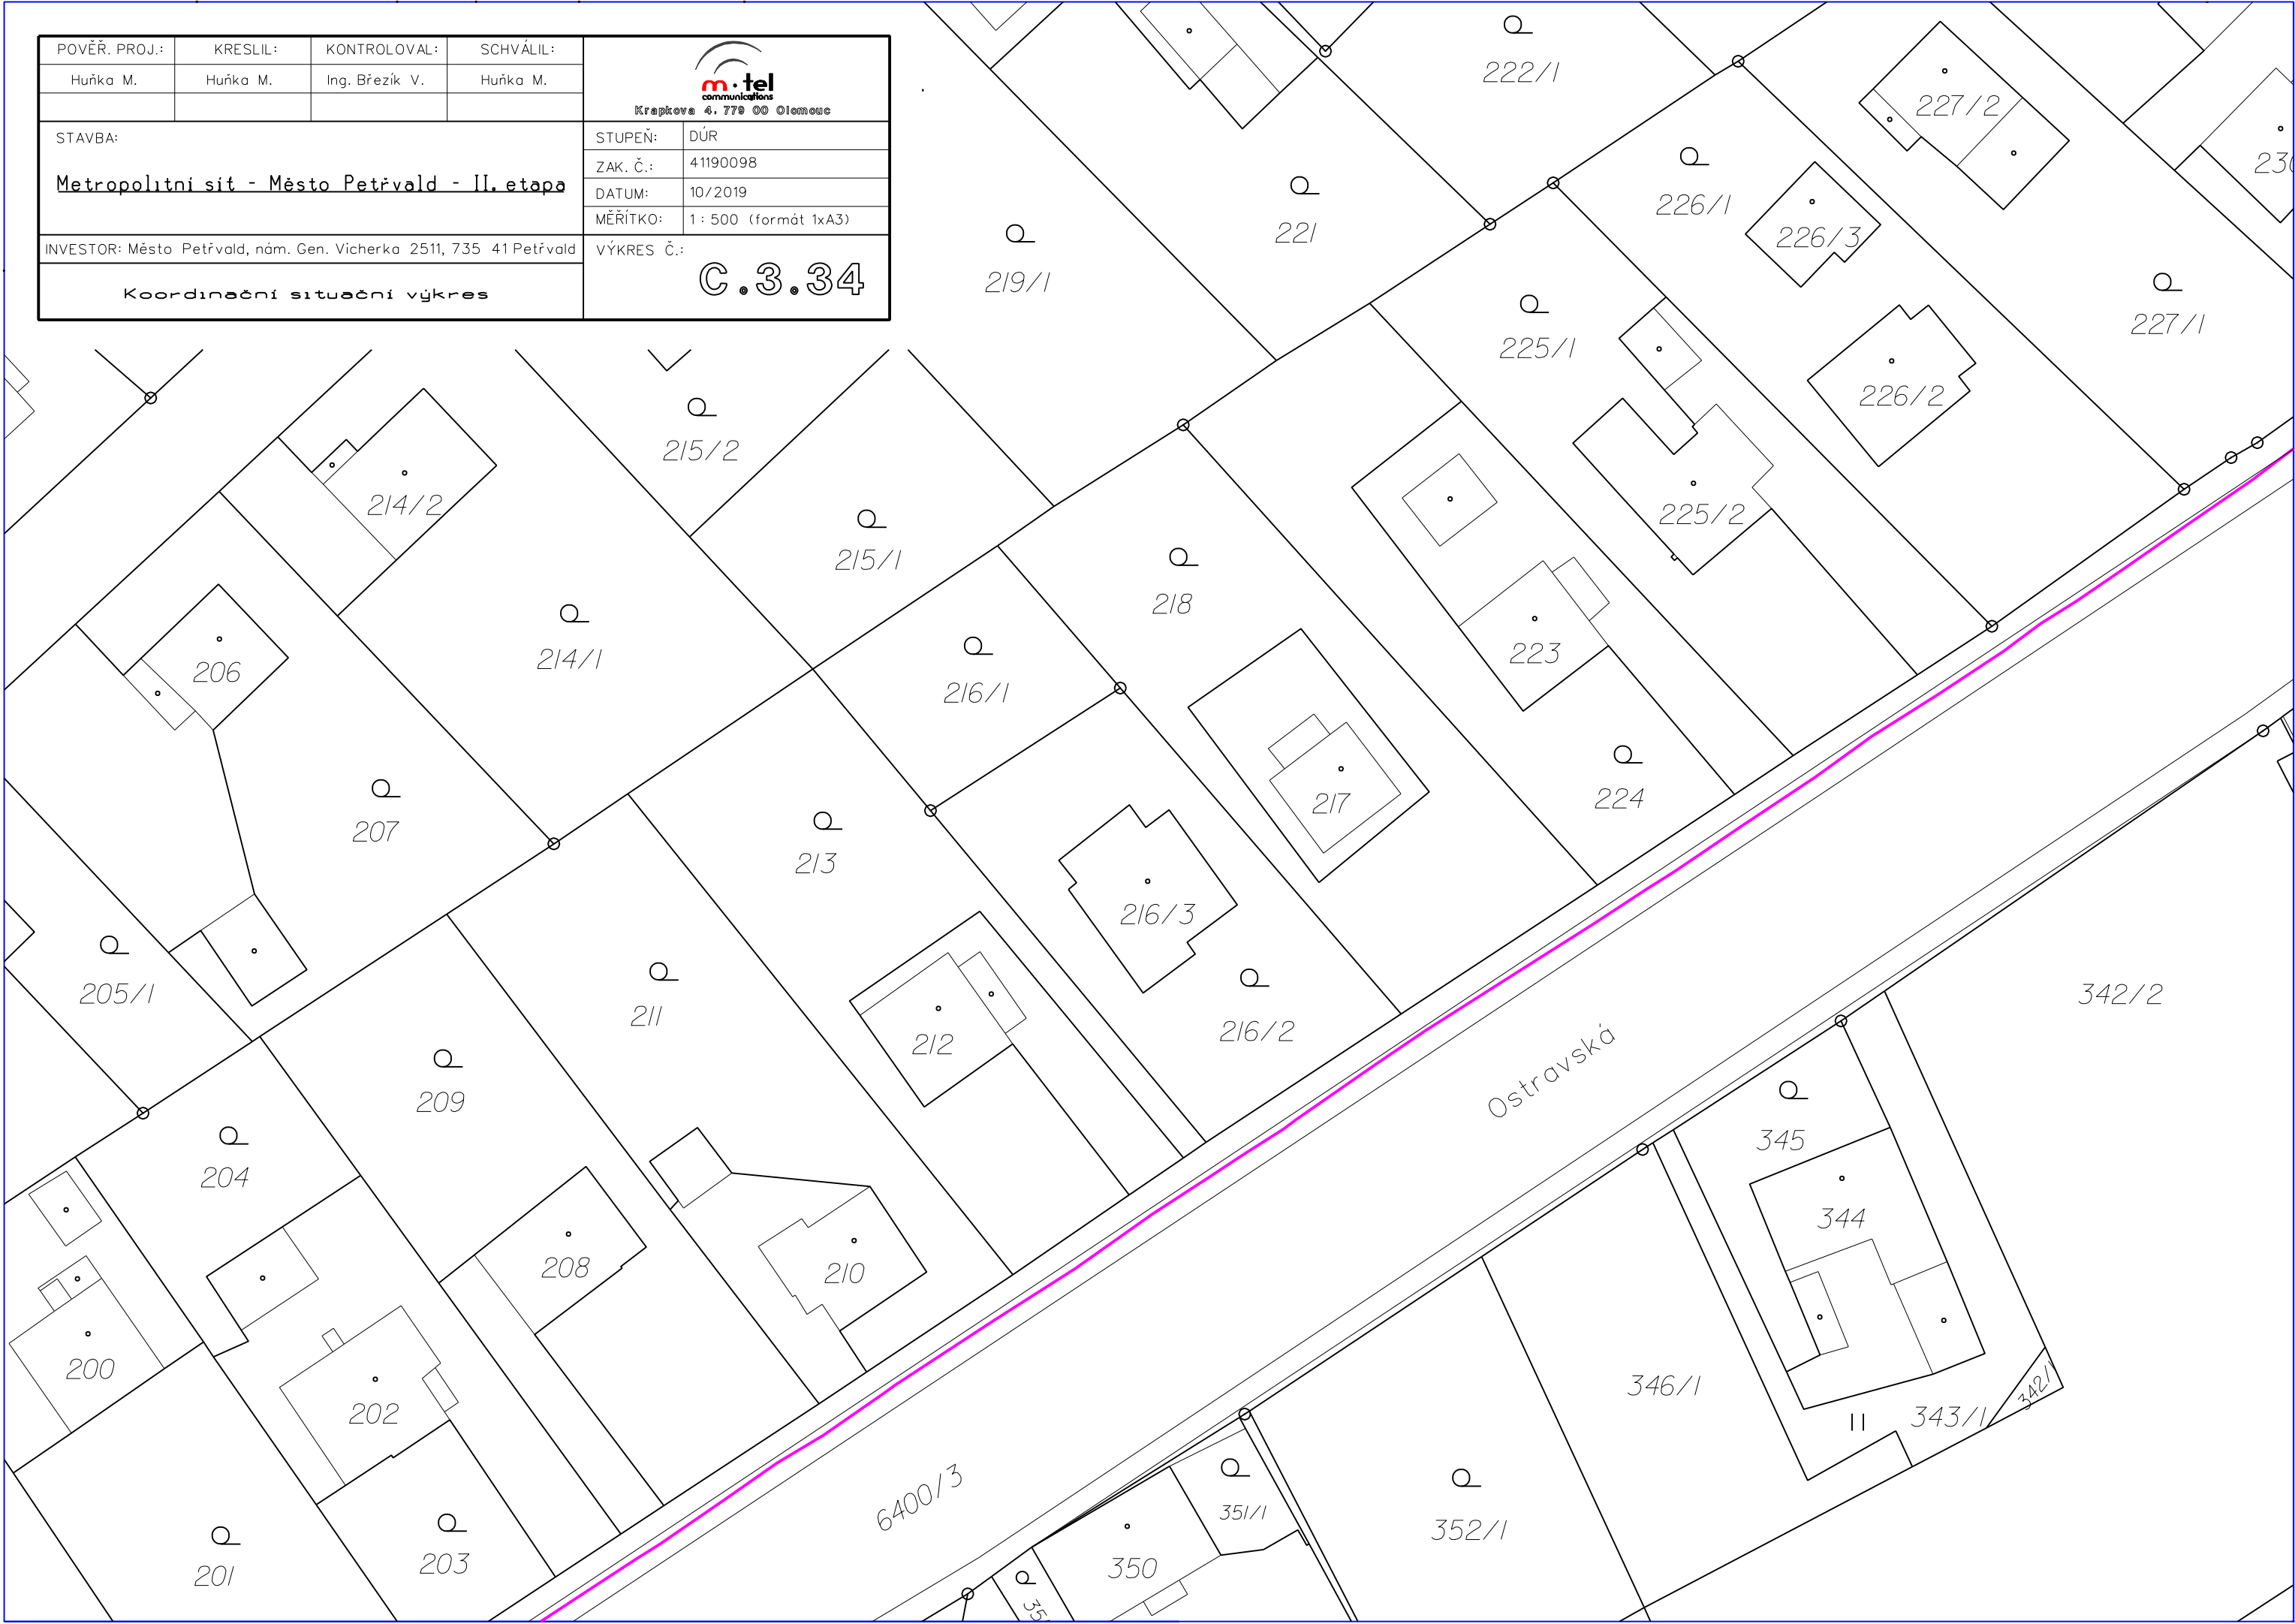 POVĚŘ. PROJ.: KRESLIL: KONTROLOVAL: SCHVÁLIL:
Huňka M. Huňka M. Ing. Březík V. Huňka M.
m·tel
communications
Krapkova 4, 779 00 Olomouc
STAVBA:
Metropolitní síť - Město Petřvald - II. etapa
STUPEŇ: DÚR
ZAK. Č.: 41190098
DATUM: 10/2019
MĚŘÍTKO: 1 : 500 (formát 1xA3)
INVESTOR: Město Petřvald, nám. Gen. Vicherka 2511, 735 41 Petřvald
VÝKRES Č.:
C.3.34
Koordinační situační výkres
222/1
227/2
230
226/1
221
226/3
219/1
227/1
225/1
226/2
215/2
214/2
225/2
215/1
218
214/1
223
206
216/1
224
217
207
213
216/3
342/2
205/1
211
216/2
212
Ostravská
209
345
204
344
208
210
200
346/1
342/1
202
343/1
6400/3
351/1
352/1
203
350
201